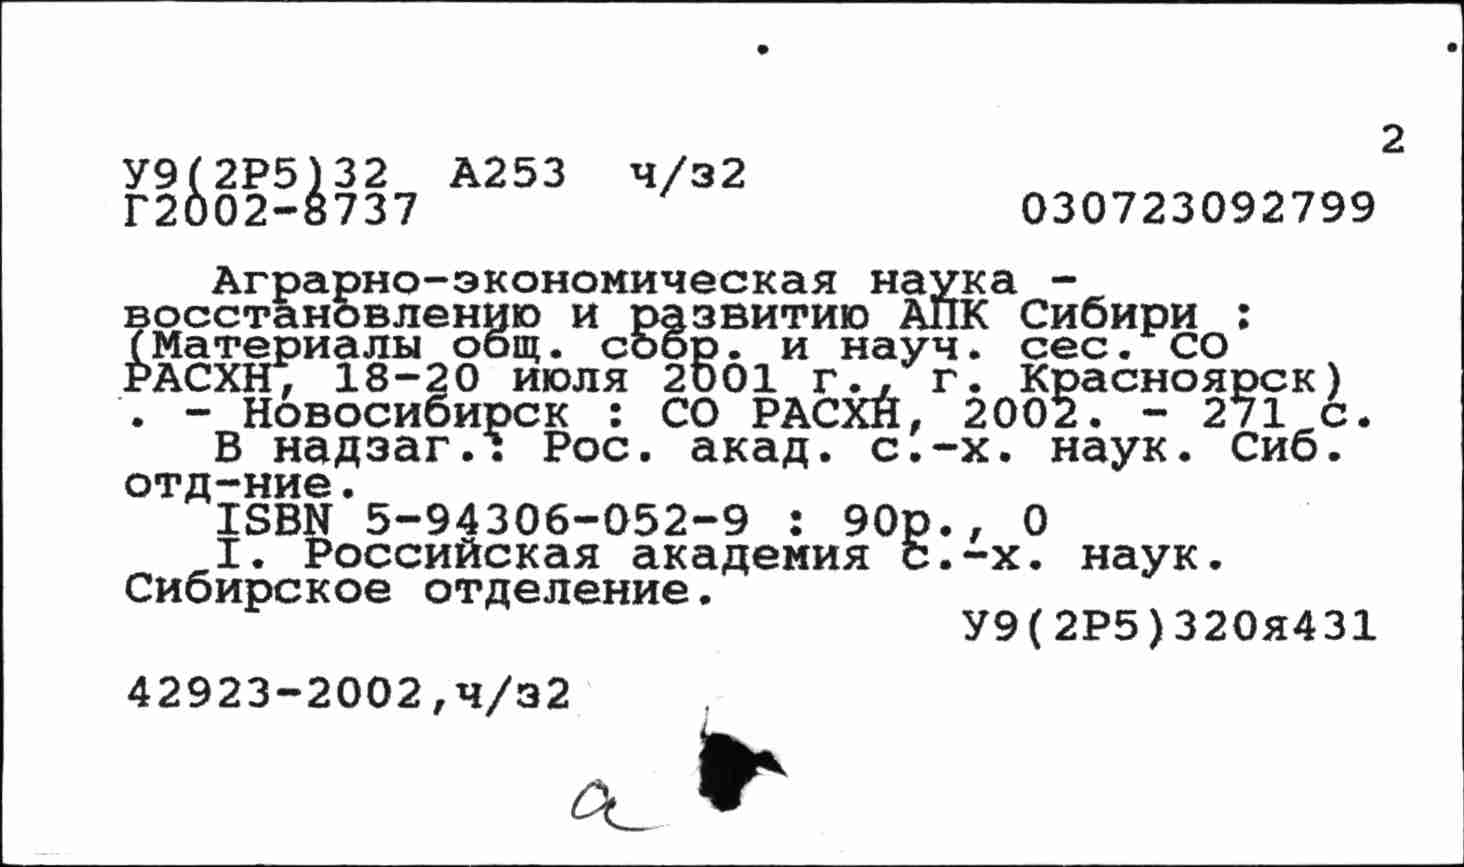 2
У9(2Р5)32 А253 ч/з2
Г2002-8737 030723092799
Аграрно-экономическая наука -
восстановлению и развитию АПК Сибири :
(Материалы общ. собр. и науч. сес. СО
РАСХН, 18-20 июля 2001 г., г. Красноярск)
. - Новосибирск : СО РАСХН, 2002. - 271 с.
В надзаг.: Рос. акад. с.-х. наук. Сиб.
отд-ние.
ISBN 5-94306-052-9 : 90р., 0
I. Российская академия с.-х. наук.
Сибирское отделение.
У9(2Р5)320я431
42923-2002,ч/з2
а